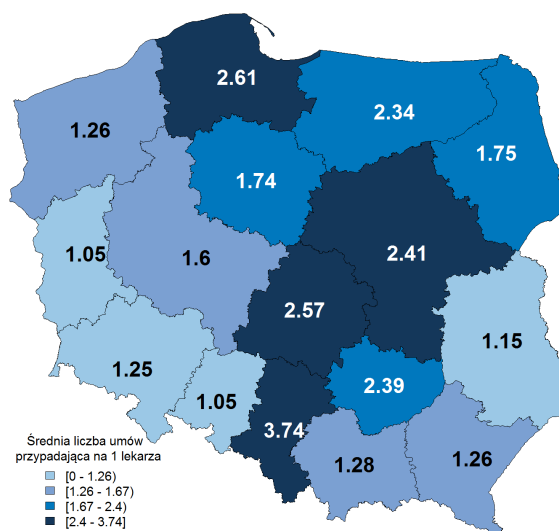 2.61
2.34
1.26
1.75
1.74
1.05
1.6
2.41
2.57
1.15
1.25
2.39
1.05
3.74
1.28
1.26
Średnia liczba umów
przypadająca na 1 lekarza
[0 - 1.26)
[1.26 - 1.67)
[1.67 - 2.4)
[2.4 - 3.74]